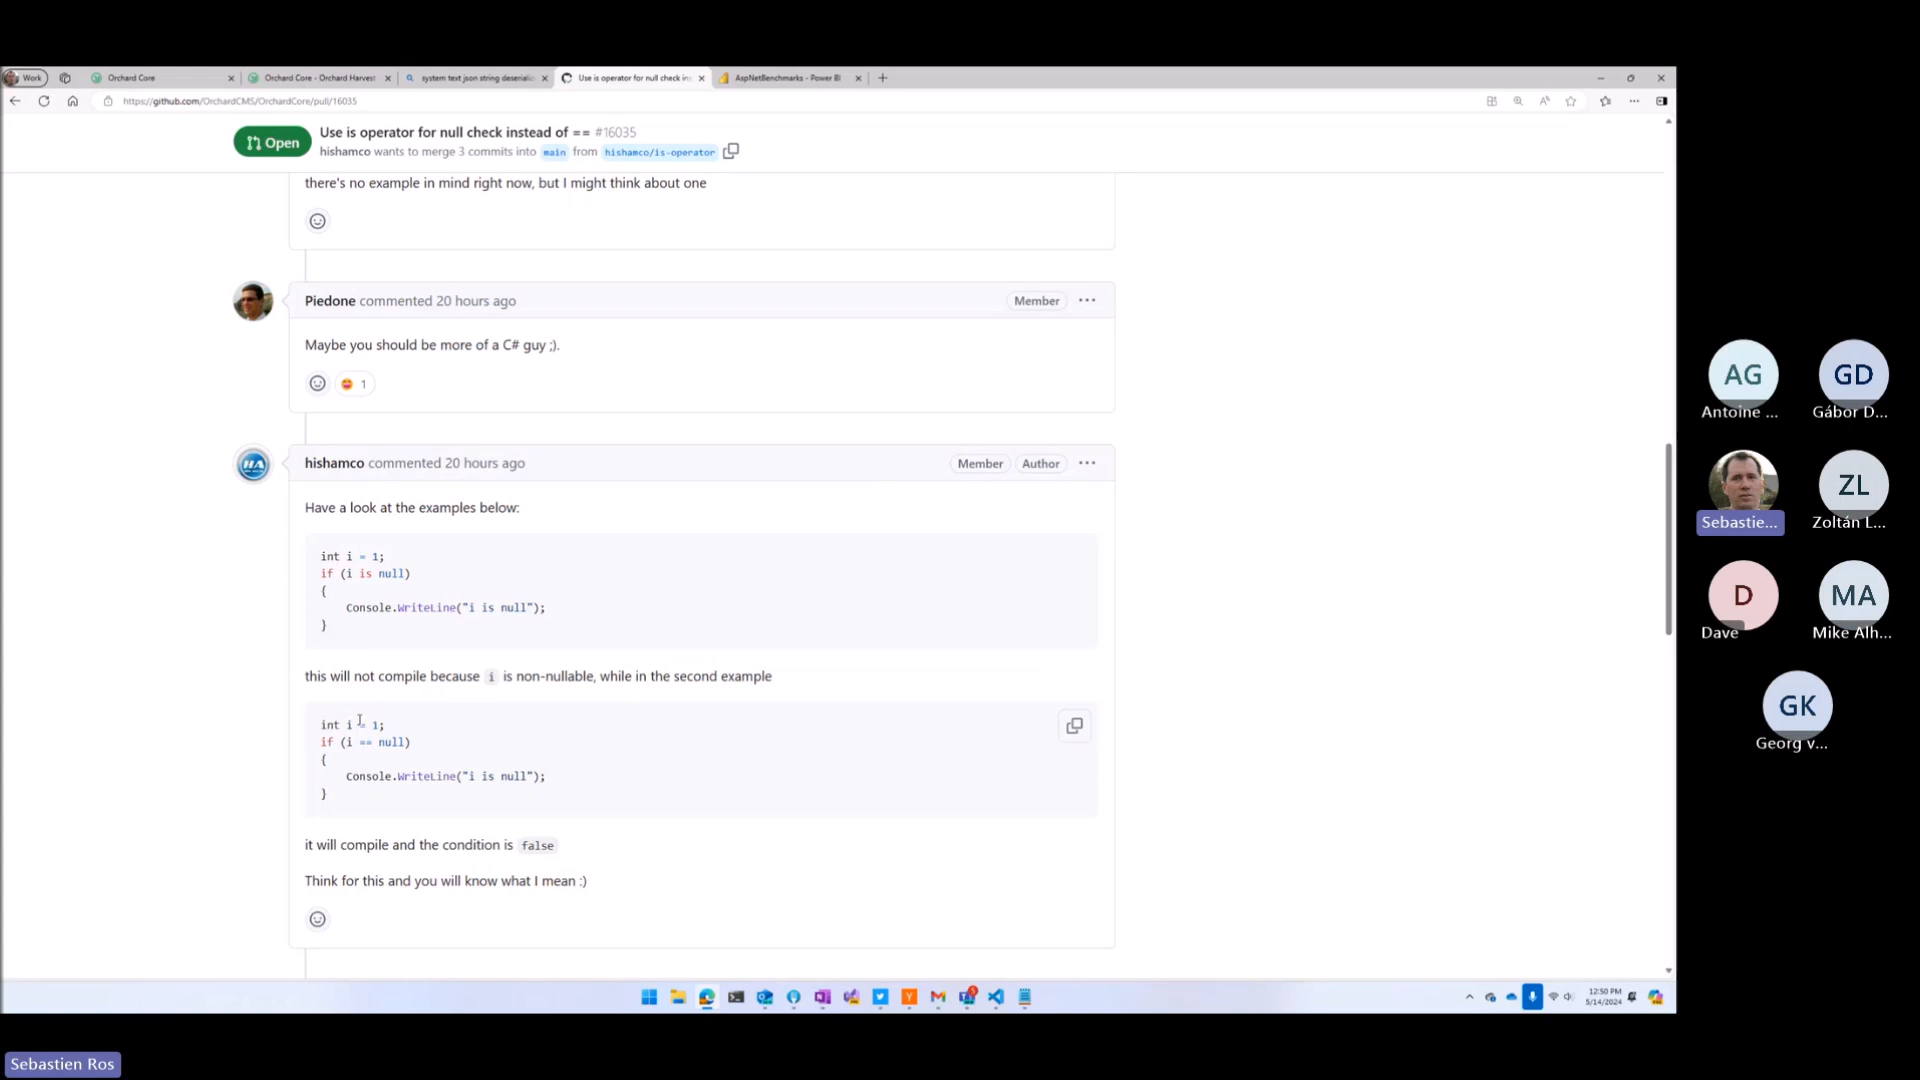 Work
Orchard Core
Orchard Core - Orchard Harvest
system text json string deserializ
Use is operator for null check ins
AspNetBenchmarks - Power BI
https://github.com/OrchardCMS/OrchardCore/pull/16035
Open
Use is operator for null check instead of == #16035
hishamco wants to merge 3 commits into main from hishamco/is-operator
there's no example in mind right now, but I might think about one
Piedone commented 20 hours ago
Member
Maybe you should be more of a C# guy ;).
1
HA
hishamco commented 20 hours ago
Member
Author
Have a look at the examples below:
int i = 1;
if (i is null)
{
Console.WriteLine("i is null");
}
this will not compile because i is non-nullable, while in the second example
int i = 1;
if (i == null)
{
Console.WriteLine("i is null");
}
it will compile and the condition is false
Think for this and you will know what I mean :)
12:50 PM
5/14/2024
AG
Antoine ...
GD
Gábor D...
Sebastie...
ZL
Zoltán L...
D
Dave
MA
Mike Alh...
GK
Georg v...
Sebastien Ros